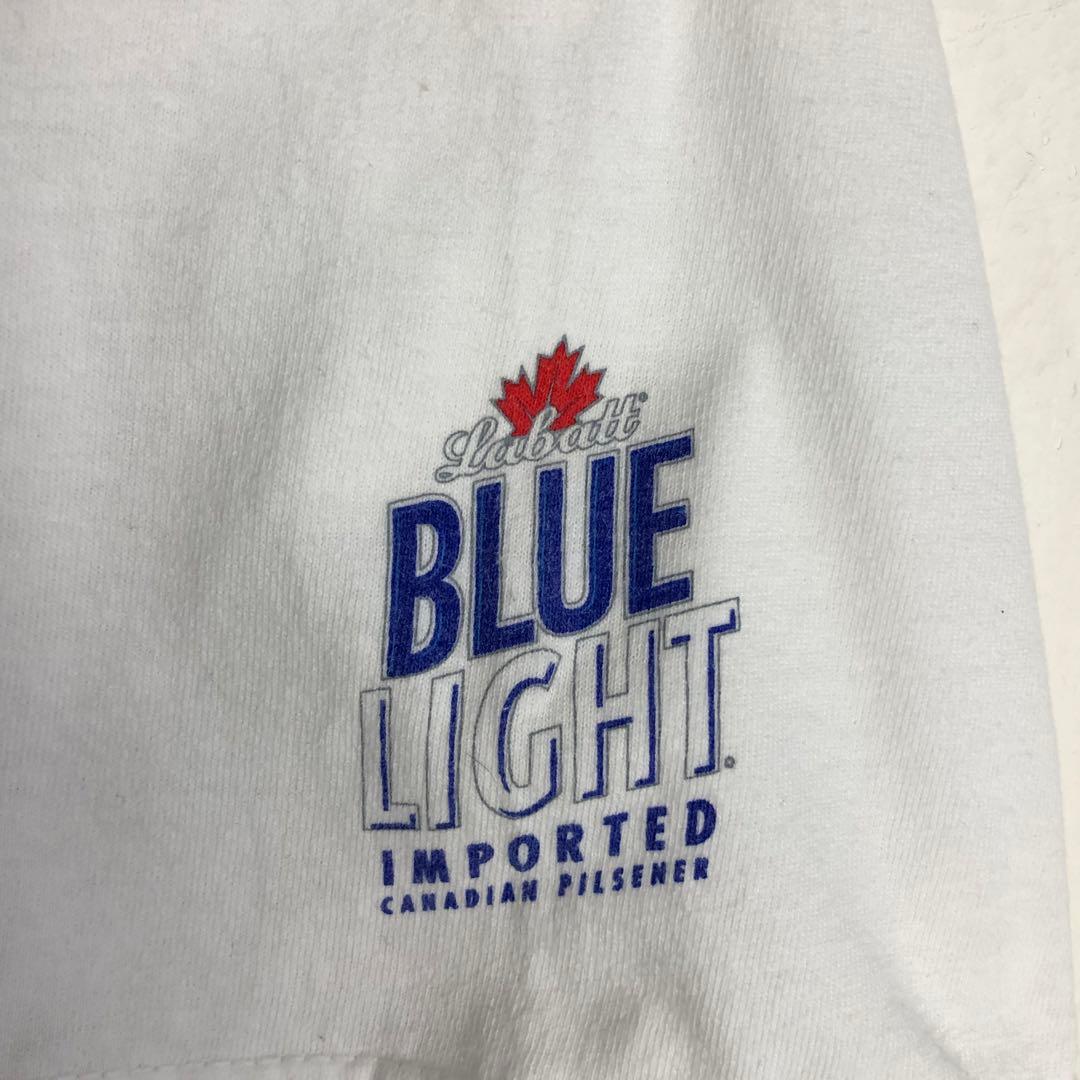 Labatt®
BLUE
LIGHT®
IMPORTED
CANADIAN PILSENER